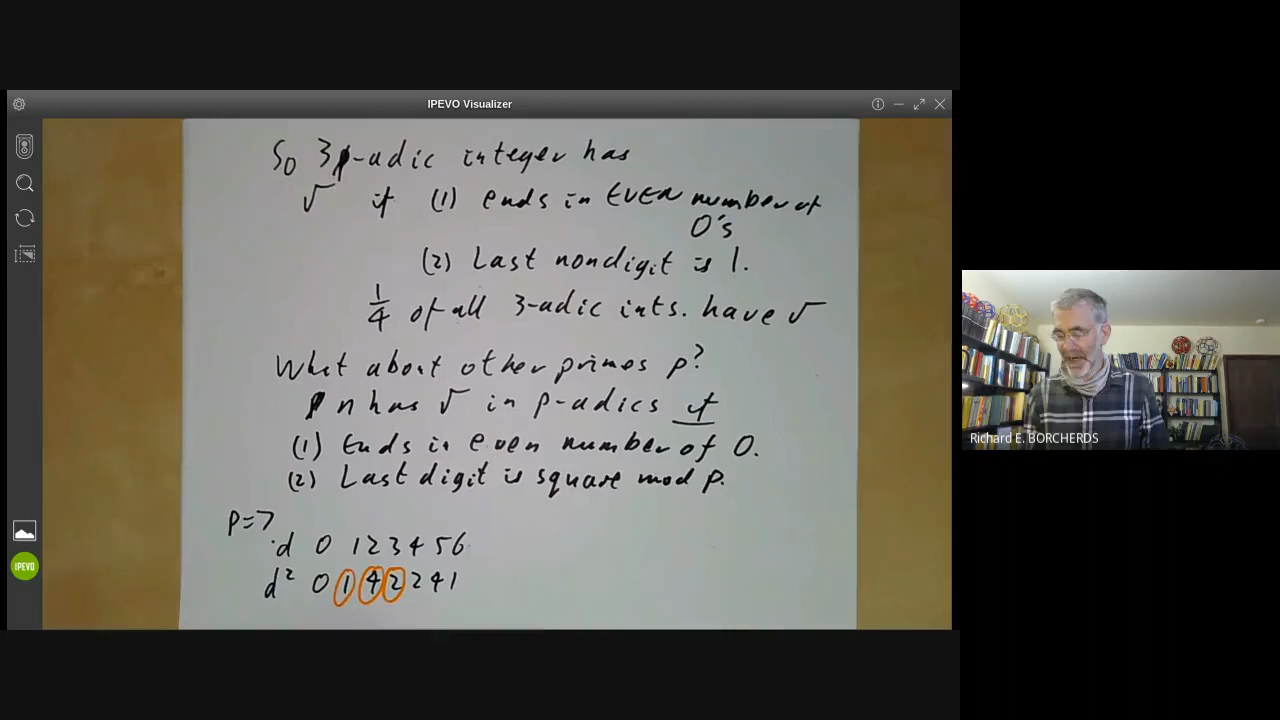 IPEVO Visualizer
So 3-adic integer has
√ if (1) ends in EVEN number of
0's
(2) Last nondigit is 1.
1/4 of all 3-adic ints. have √
What about other primes p?
n has √ in p-adics if
(1) Ends in even number of 0.
(2) Last digit is square mod p.
p=7
d 0 1 2 3 4 5 6
d² 0 1 4 2 2 4 1
IPEVO
Richard E. BORCHERDS